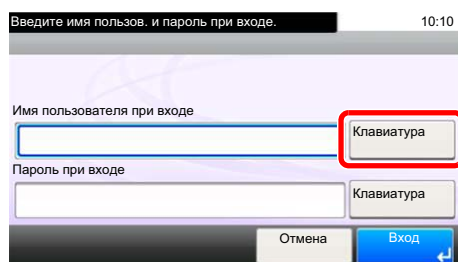 Введите имя пользов. и пароль при входе. 10:10
Имя пользователя при входе
Клавиатура
Пароль при входе
Клавиатура
Отмена Вход